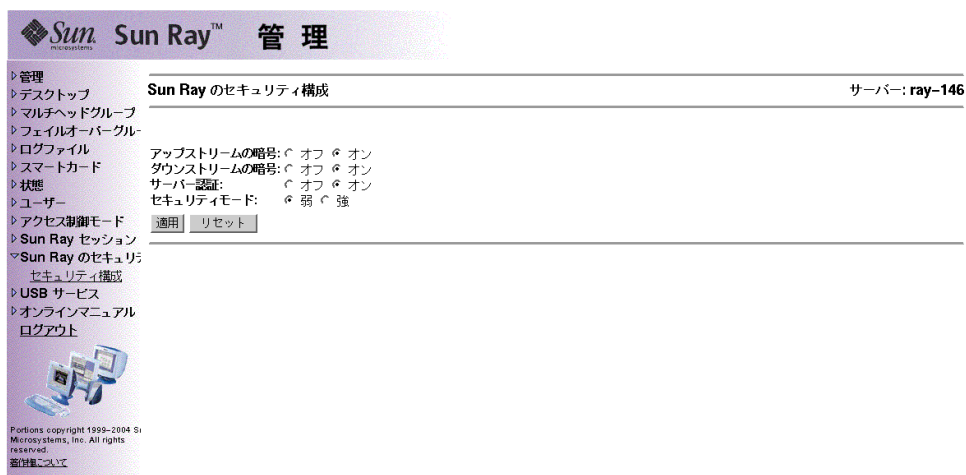 Sun microsystems Sun Ray™ 管 理
▷管理
▷デスクトップ
▷マルチヘッドグループ
▷フェイルオーバーグルー
▷ログファイル
▷スマートカード
▷状態
▷ユーザー
▷アクセス制御モード
▷Sun Ray セッション
▽Sun Ray のセキュリテ
セキュリティ構成
▷USB サービス
▷オンラインマニュアル
ログアウト
Portions copyright 1999–2004 S
Microsystems, Inc. All rights
reserved.
著作権について
Sun Ray のセキュリティ構成 サーバー: ray–146
アップストリームの暗号: オフ オン
ダウンストリームの暗号: オフ オン
サーバー認証: オフ オン
セキュリティモード: 弱 強
適用 リセット